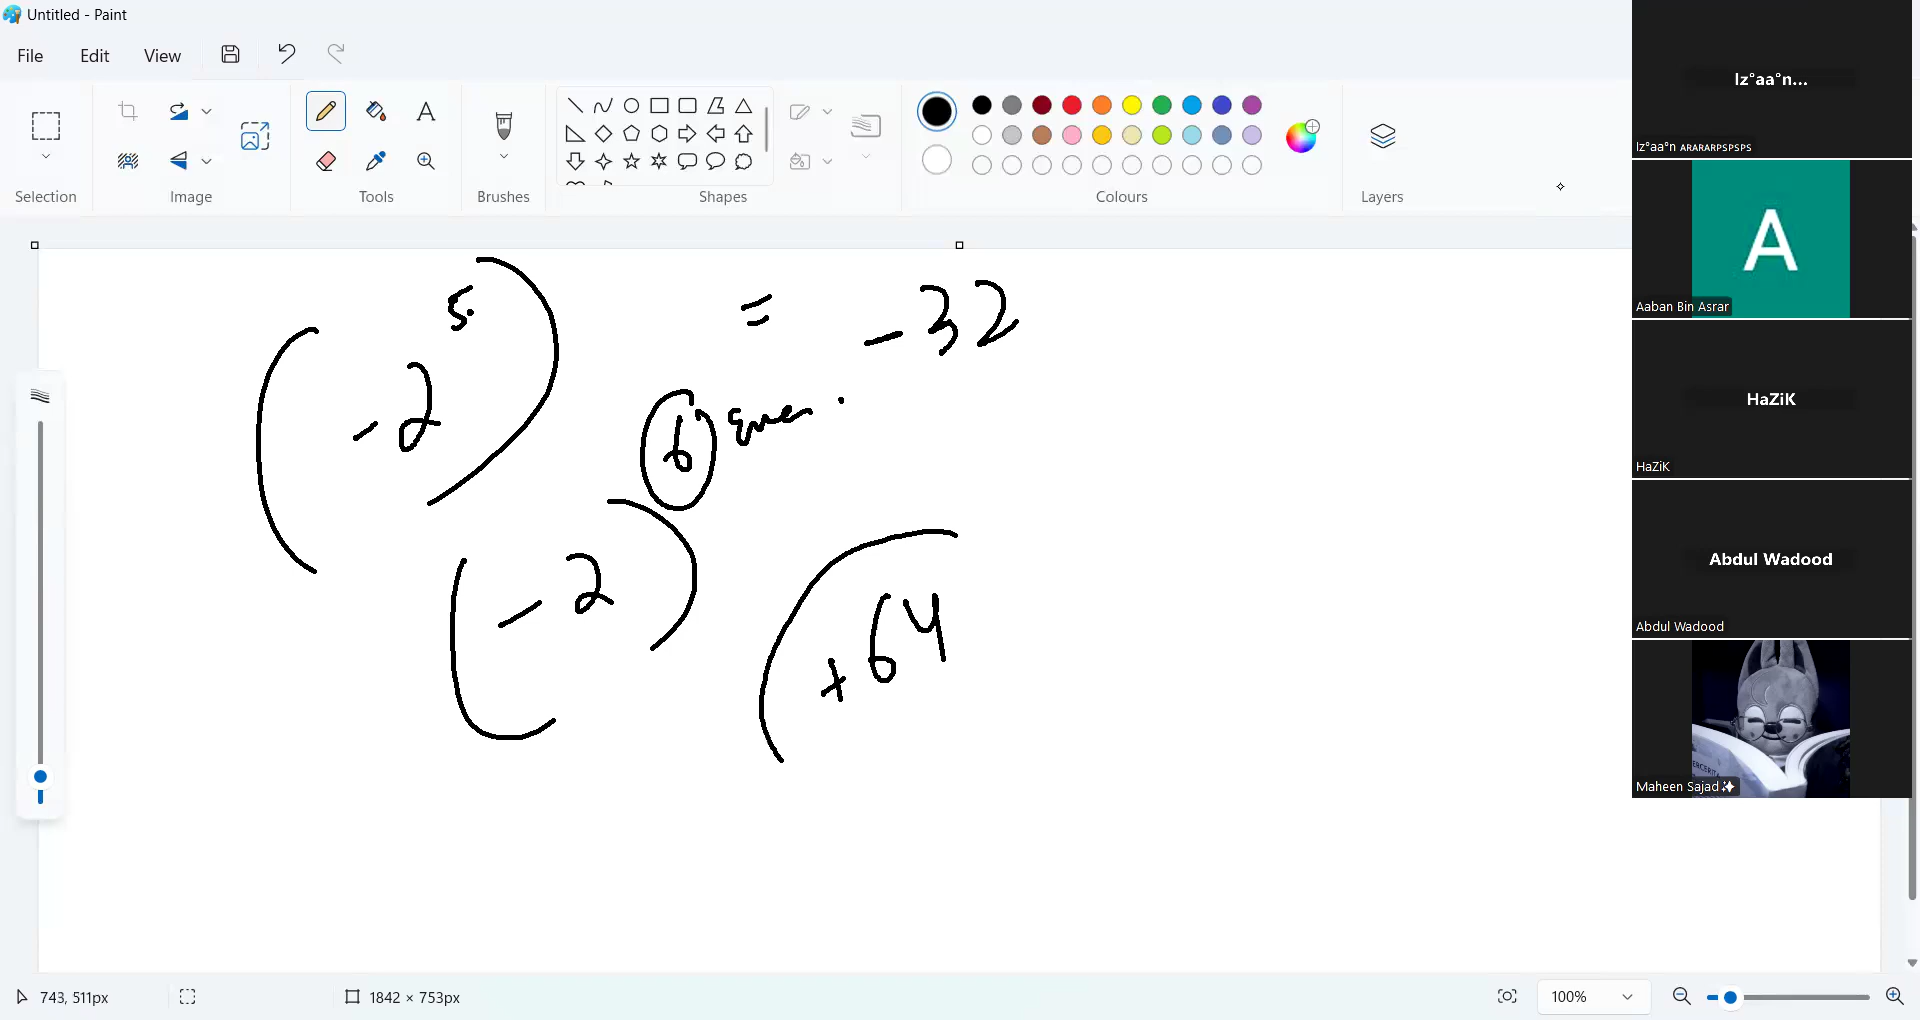 Untitled - Paint
File Edit View
Selection Image Tools Brushes Shapes Colours Layers
(-2 5.) = -32
6 even.
(-2) (+64
Iz°aa°n...
Iz°aa°n ᴀʀᴀʀᴀʀᴘsᴘsᴘs
A
Aaban Bin Asrar
HaZiK
HaZiK
Abdul Wadood
Abdul Wadood
Maheen Sajad✨
743, 511px 1842 × 753px 100%